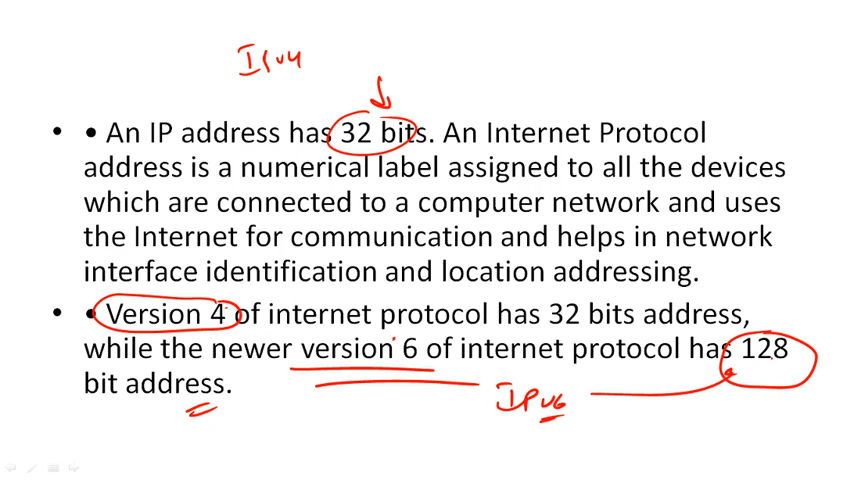 IPv4
• • An IP address has 32 bits. An Internet Protocol
address is a numerical label assigned to all the devices
which are connected to a computer network and uses
the Internet for communication and helps in network
interface identification and location addressing.
• • Version 4 of internet protocol has 32 bits address,
while the newer version 6 of internet protocol has 128
bit address.
IPv6